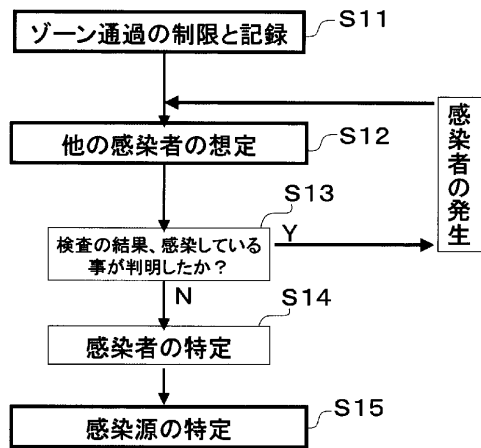 ゾーン通過の制限と記録
S11
他の感染者の想定
S12
感染者の発生
S13
検査の結果、感染している
事が判明したか？
Y
N
S14
感染者の特定
感染源の特定
S15